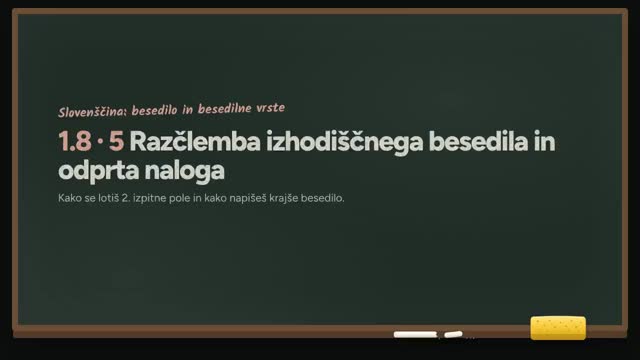 Slovenščina: besedilo in besedilne vrste
1.8 · 5 Razčlemba izhodiščnega besedila in
odprta naloga
Kako se lotiš 2. izpitne pole in kako napišeš krajše besedilo.